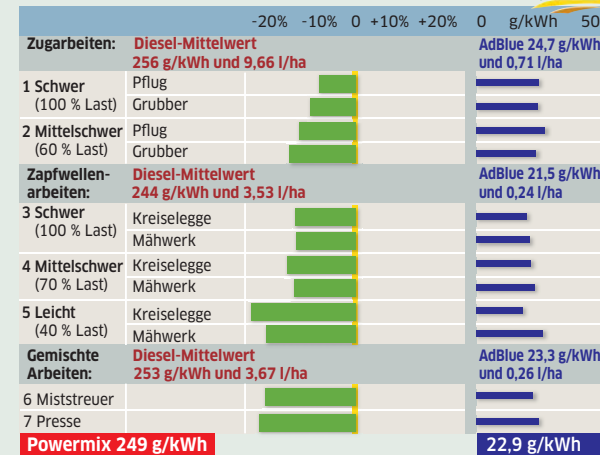 -20% -10% 0 +10% +20% 0 g/kWh 50
Zugarbeiten: Diesel-Mittelwert AdBlue 24,7 g/kWh
256 g/kWh und 9,66 l/ha und 0,71 l/ha
1 Schwer Pflug
(100 % Last) Grubber
2 Mittelschwer Pflug
(60 % Last) Grubber
Zapfwellen- Diesel-Mittelwert AdBlue 21,5 g/kWh
arbeiten: 244 g/kWh und 3,53 l/ha und 0,24 l/ha
3 Schwer Kreiselegge
(100 % Last) Mähwerk
4 Mittelschwer Kreiselegge
(70 % Last) Mähwerk
5 Leicht Kreiselegge
(40 % Last) Mähwerk
Gemischte Diesel-Mittelwert AdBlue 23,3 g/kWh
Arbeiten: 253 g/kWh und 3,67 l/ha und 0,26 l/ha
6 Miststreuer
7 Presse
Powermix 249 g/kWh 22,9 g/kWh